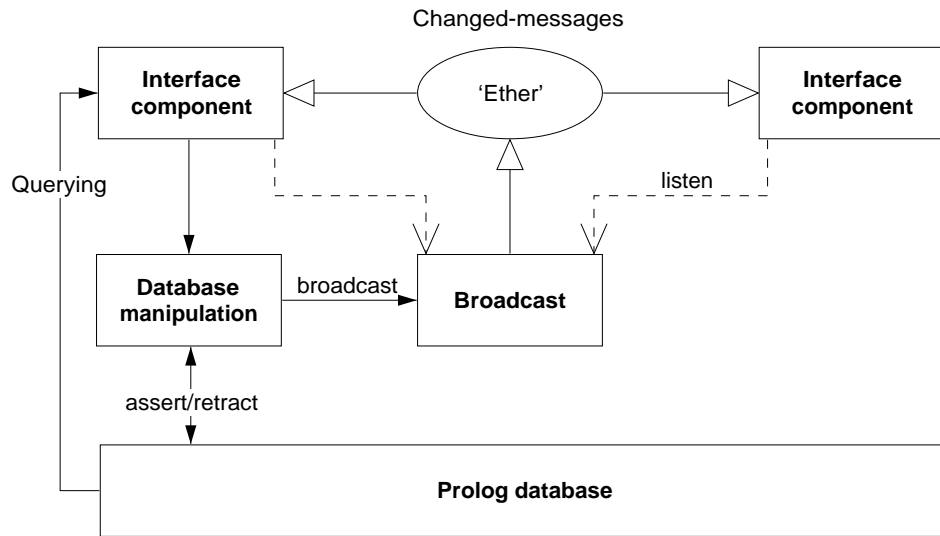 Changed-messages
Interface
component
‘Ether’
Interface
component
Querying
listen
Database
manipulation
broadcast
Broadcast
assert/retract
Prolog database